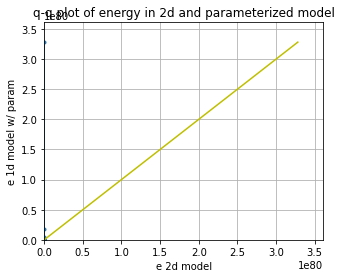 q-q plot of energy in 2d and parameterized model
1e80
3.5
3.0
2.5
2.0
1.5
1.0
0.5
0.0
e 1d model w/ param
0.0 0.5 1.0 1.5 2.0 2.5 3.0 3.5
1e80
e 2d model